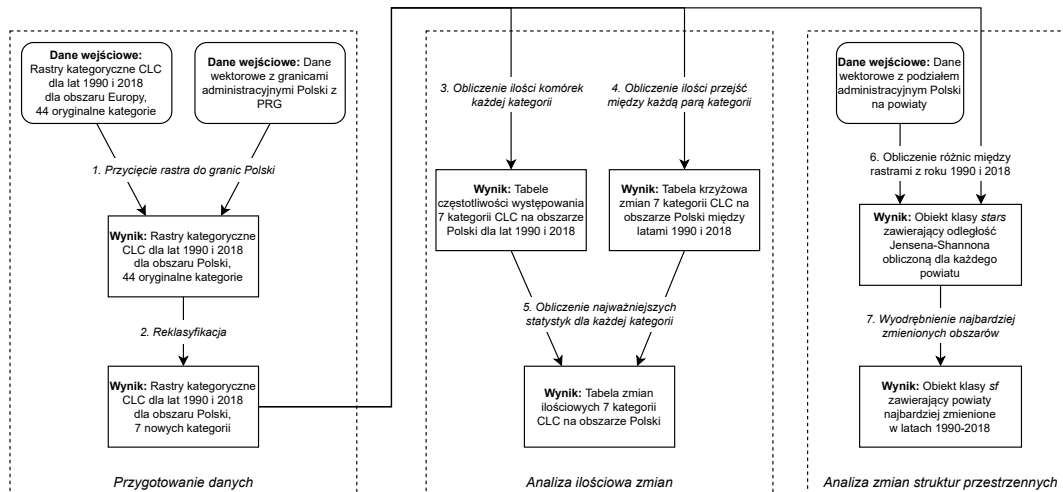 Dane wejściowe:
Rastry kategoryczne CLC
dla lat 1990 i 2018
dla obszaru Europy,
44 oryginalne kategorie
Dane wejściowe: Dane
wektorowe z granicami
administracyjnymi Polski z
PRG
1. Przycięcie rastra do granic Polski
Wynik: Rastry kategoryczne
CLC dla lat 1990 i 2018
dla obszaru Polski,
44 oryginalne kategorie
2. Reklasyfikacja
Wynik: Rastry kategoryczne
CLC dla lat 1990 i 2018
dla obszaru Polski,
7 nowych kategorii
Przygotowanie danych
3. Obliczenie ilości komórek
każdej kategorii
4. Obliczenie ilości przejść
między każdą parą kategorii
Wynik: Tabele
częstotliwości występowania
7 kategorii CLC na obszarze
Polski dla lat 1990 i 2018
Wynik: Tabela krzyżowa
zmian 7 kategorii CLC na
obszarze Polski między
latami 1990 i 2018
5. Obliczenie najważniejszych
statystyk dla każdej kategorii
Wynik: Tabela zmian
ilościowych 7 kategorii
CLC na obszarze Polski
Analiza ilościowa zmian
Dane wejściowe: Dane
wektorowe z podziałem
administracyjnym Polski
na powiaty
6. Obliczenie różnic między
rastrami z roku 1990 i 2018
Wynik: Obiekt klasy stars
zawierający odległość
Jensena-Shannona
obliczoną dla każdego
powiatu
7. Wyodrębnienie najbardziej
zmienionych obszarów
Wynik: Obiekt klasy sf
zawierający powiaty
najbardziej zmienione
w latach 1990-2018
Analiza zmian struktur przestrzennych